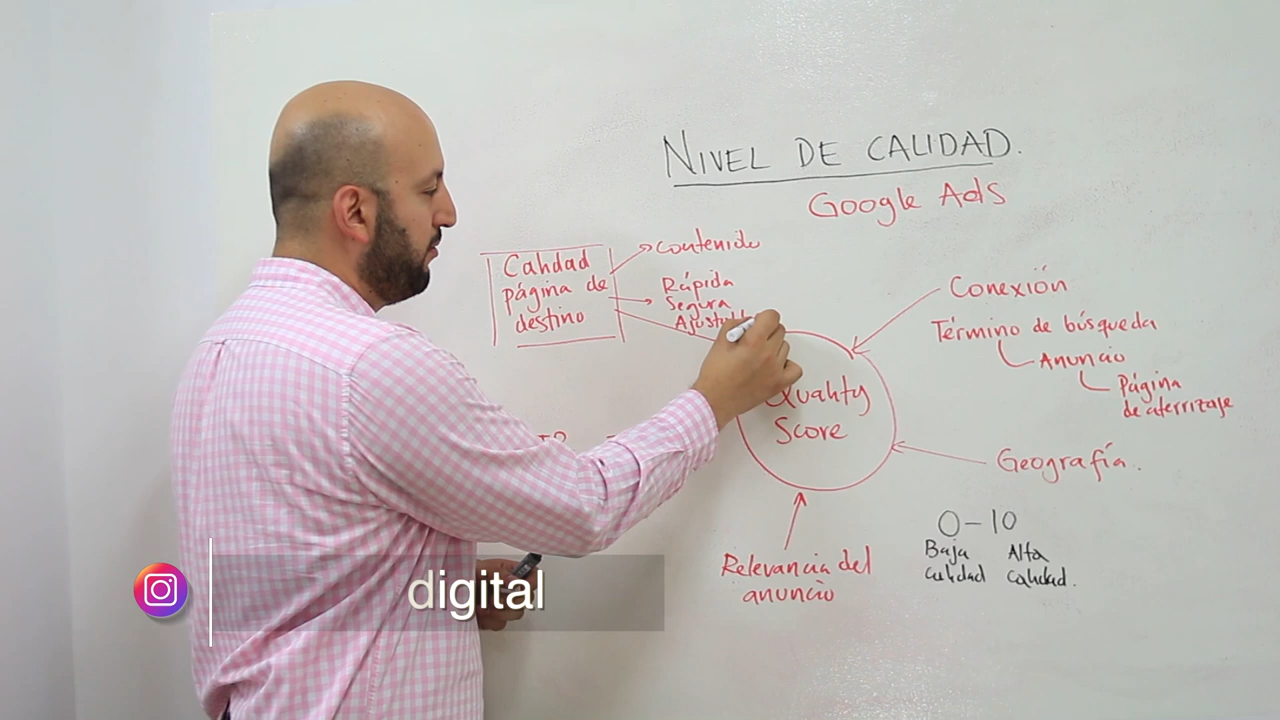 NIVEL DE CALIDAD.
Google Ads
Calidad
página de
destino
Contenido
Rápida
Segura
Conexión
Término de búsqueda
Anuncio
Página
de aterrizaje
Quality
Score
Geografía.
Relevancia del
anuncio
0-10
Baja
calidad
Alta
calidad.
digital